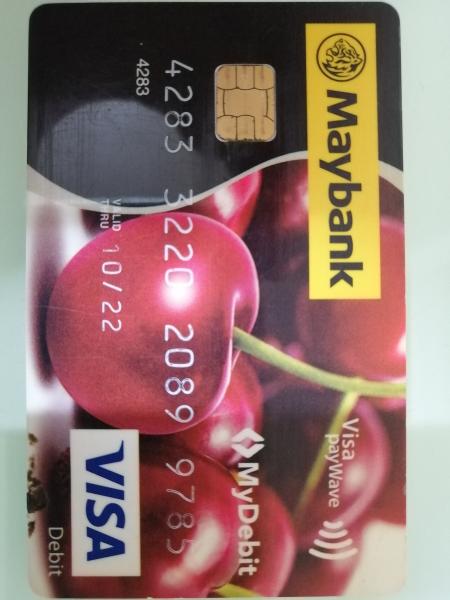 Maybank
4283 3220 2089 9785
4283
VALID THRU 10/22
Visa
payWave
MyDebit
VISA
Debit